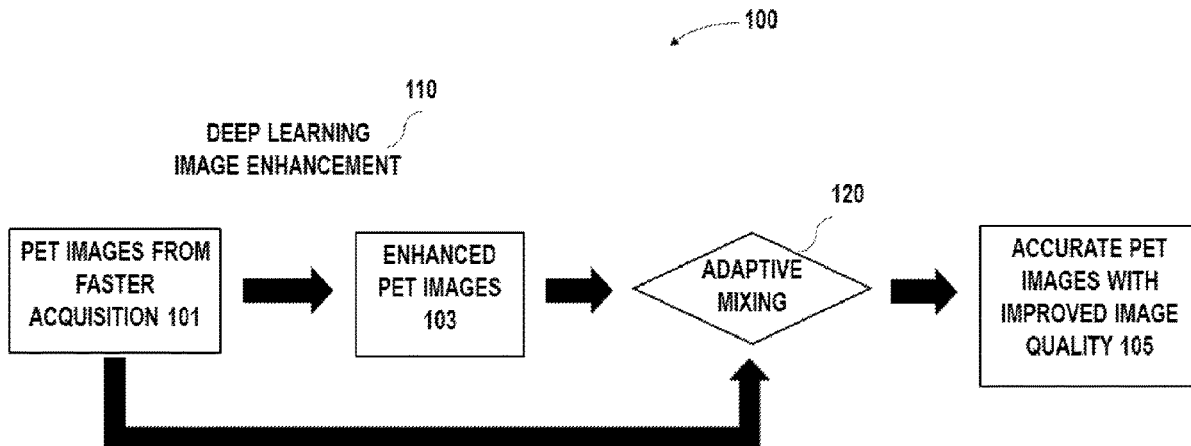 100
110
DEEP LEARNING
IMAGE ENHANCEMENT
120
PET IMAGES FROM
FASTER
ACQUISITION 101
ENHANCED
PET IMAGES
103
ADAPTIVE
MIXING
ACCURATE PET
IMAGES WITH
IMPROVED IMAGE
QUALITY 105